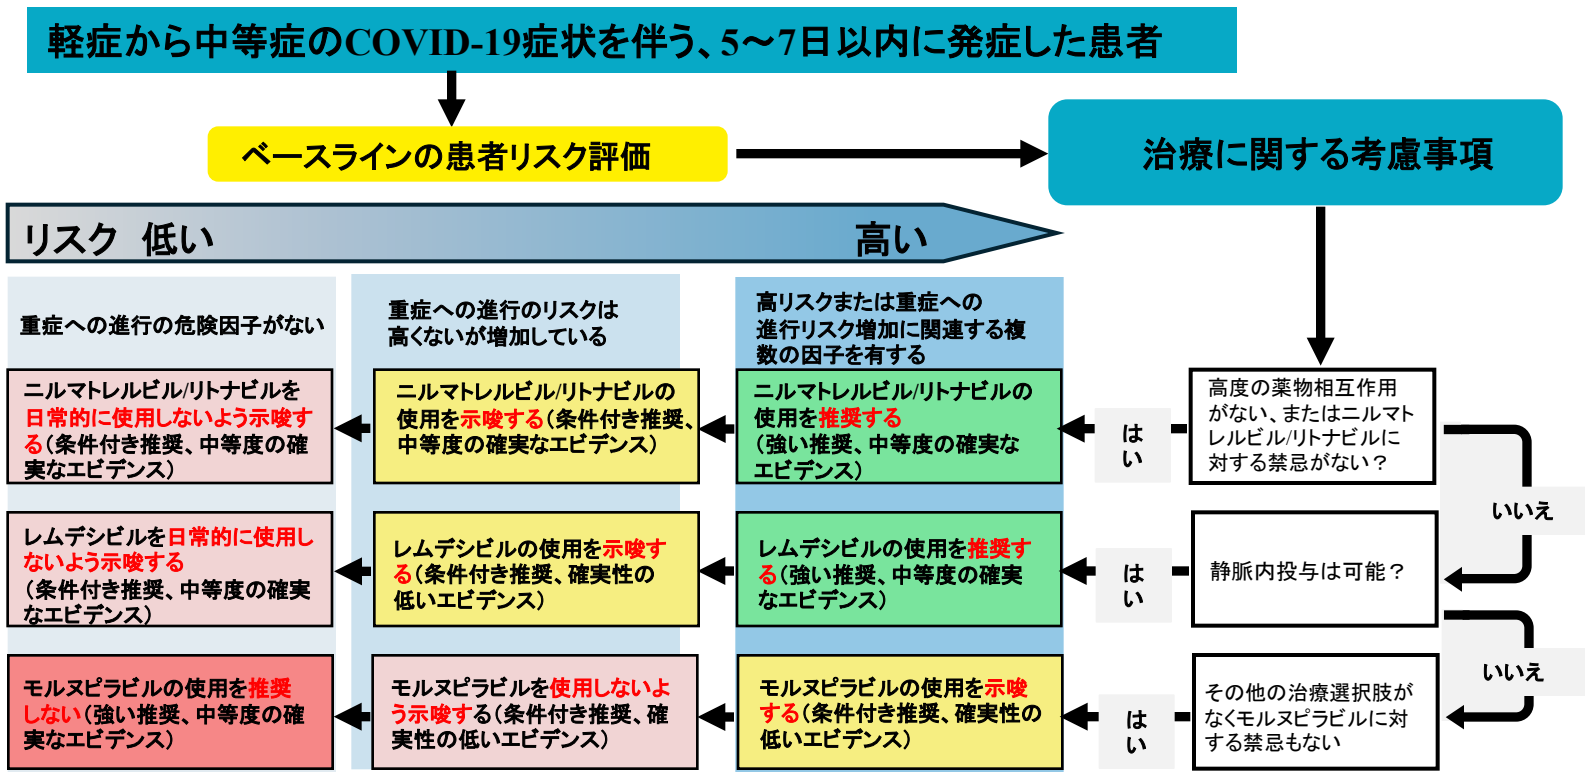 軽症から中等症のCOVID-19症状を伴う、5～7日以内に発症した患者
ベースラインの患者リスク評価
治療に関する考慮事項
リスク 低い
高い
重症への進行の危険因子がない
重症への進行のリスクは
高くないが増加している
高リスクまたは重症への
進行リスク増加に関連する複
数の因子を有する
ニルマトレルビル/リトナビルを
日常的に使用しないよう示唆す
る（条件付き推奨、中等度の確
実なエビデンス）
ニルマトレルビル/リトナビルの
使用を示唆する（条件付き推奨、
中等度の確実なエビデンス）
ニルマトレルビル/リトナビルの
使用を推奨する
（強い推奨、中等度の確実な
エビデンス）
はい
高度の薬物相互作用
がない、またはニルマト
レルビル/リトナビルに
対する禁忌がない？
いいえ
レムデシビルを日常的に使用し
ないよう示唆する
（条件付き推奨、中等度の確実
なエビデンス）
レムデシビルの使用を示唆す
る（条件付き推奨、確実性の
低いエビデンス）
レムデシビルの使用を推奨す
る（強い推奨、中等度の確実
なエビデンス）
はい
静脈内投与は可能？
いいえ
モルヌピラビルの使用を推奨
しない（強い推奨、中等度の確
実なエビデンス）
モルヌピラビルを使用しないよ
う示唆する（条件付き推奨、確
実性の低いエビデンス）
モルヌピラビルの使用を示唆
する（条件付き推奨、確実性の
低いエビデンス）
はい
その他の治療選択肢が
なくモルヌピラビルに対
する禁忌もない